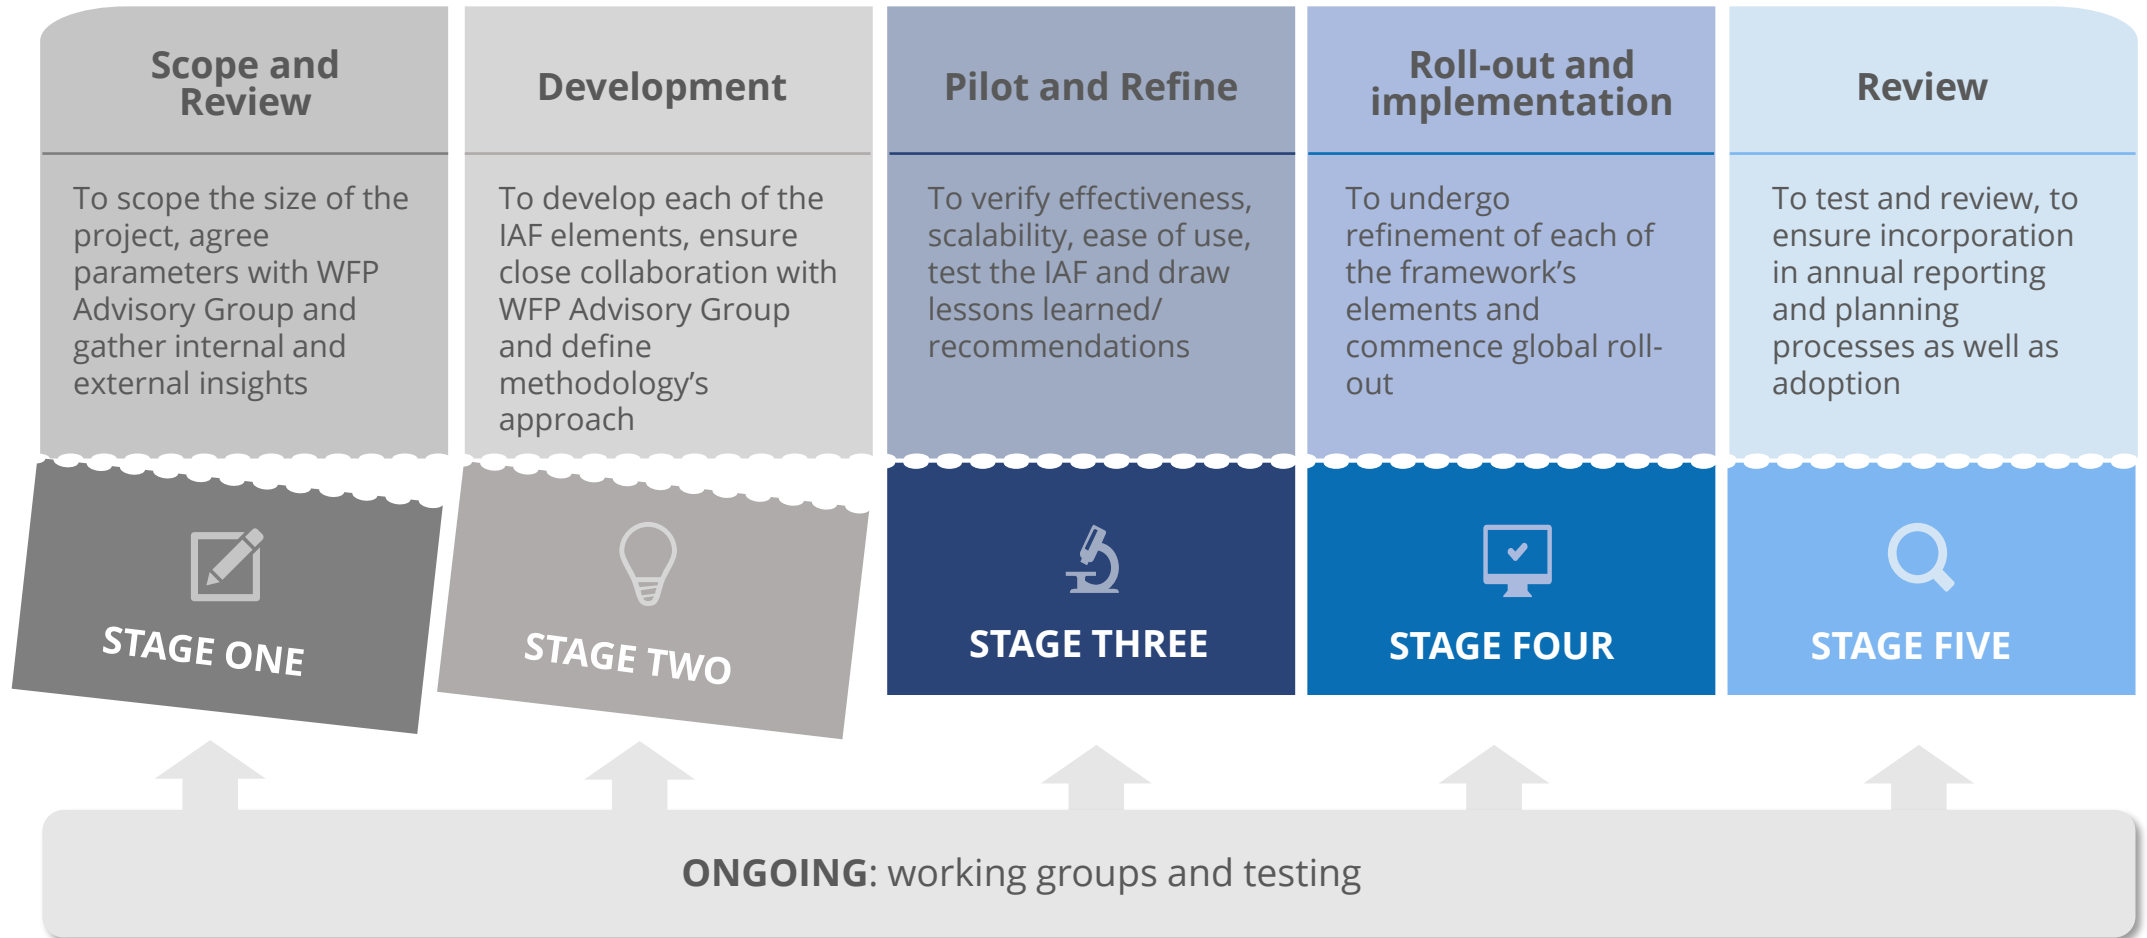 Scope and
Review
To scope the size of the
project, agree
parameters with WFP
Advisory Group and
gather internal and
external insights
STAGE ONE
Development
To develop each of the
IAF elements, ensure
close collaboration with
WFP Advisory Group
and define
methodology’s
approach
STAGE TWO
Pilot and Refine
To verify effectiveness,
scalability, ease of use,
test the IAF and draw
lessons learned/
recommendations
STAGE THREE
Roll-out and
implementation
To undergo
refinement of each of
the framework’s
elements and
commence global roll-
out
STAGE FOUR
Review
To test and review, to
ensure incorporation
in annual reporting
and planning
processes as well as
adoption
STAGE FIVE
ONGOING: working groups and testing